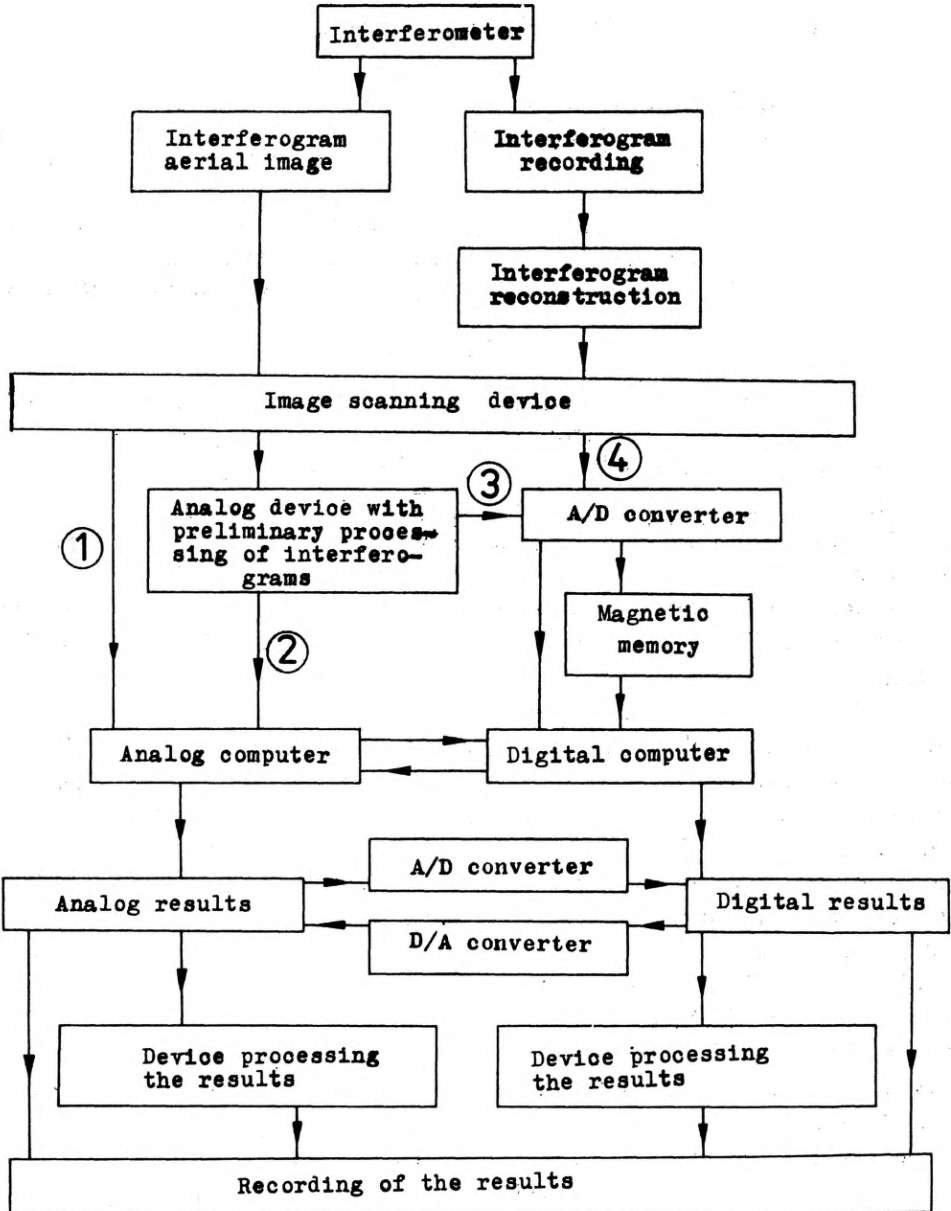 Interferometer
Interferogram
aerial image
Interferogram
recording
Interferogram
reconstruction
Image scanning device
①
②
③
④
Analog device with
preliminary proces-
sing of interfero-
grams
A/D converter
Magnetic
memory
Analog computer
Digital computer
A/D converter
Analog results
Digital results
D/A converter
Device processing
the results
Device processing
the results
Recording of the results